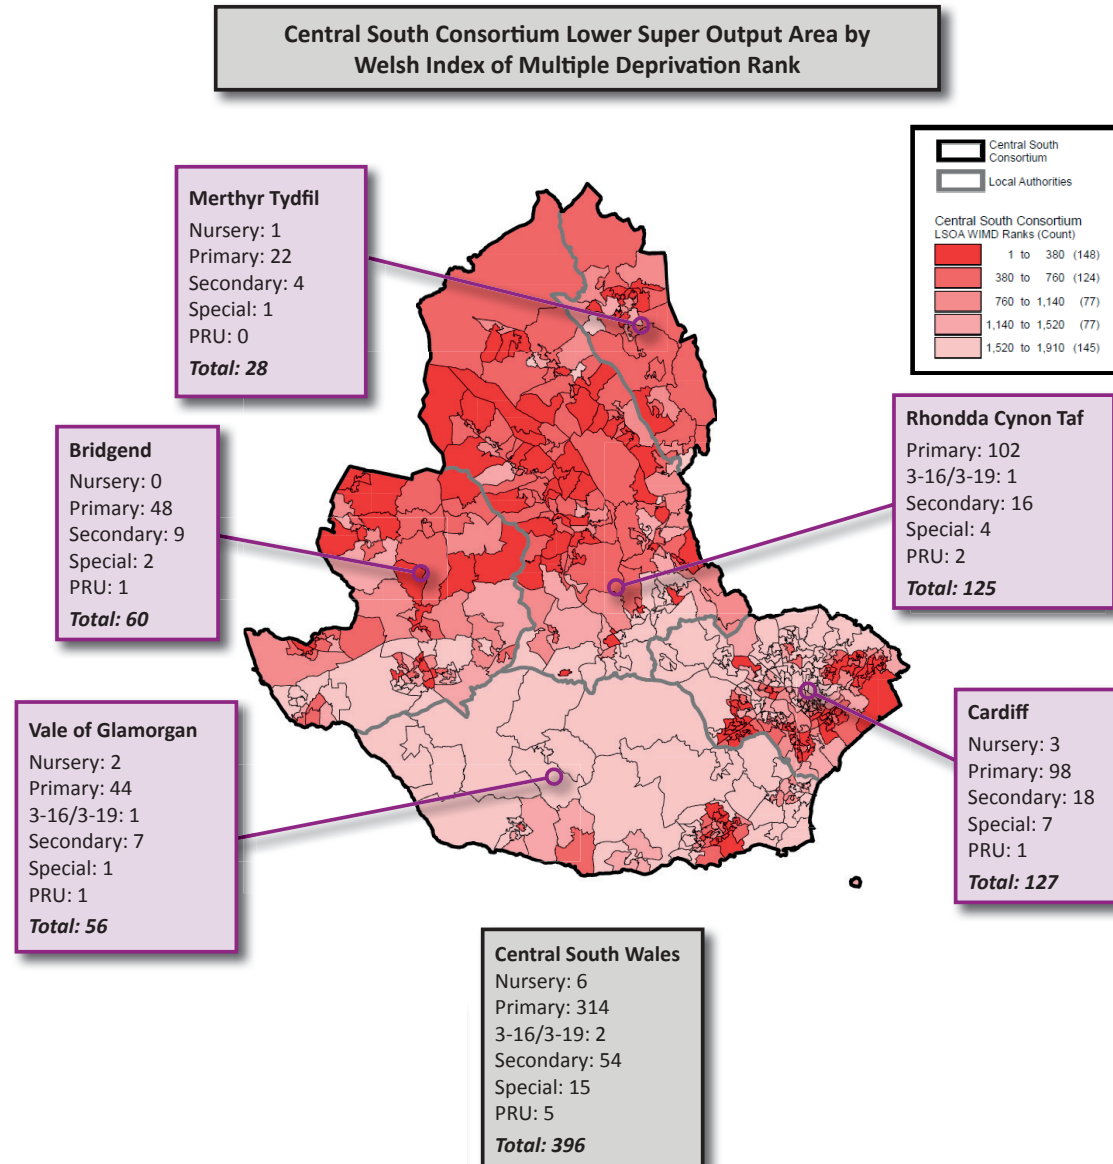 Central South Consortium Lower Super Output Area by
Welsh Index of Multiple Deprivation Rank
Central South
Consortium
Local Authorities
Central South Consortium
LSOA WIMD Ranks (Count)
1 to 380 (148)
380 to 760 (124)
760 to 1,140 (77)
1,140 to 1,520 (77)
1,520 to 1,910 (145)
Merthyr Tydfil
Nursery: 1
Primary: 22
Secondary: 4
Special: 1
PRU: 0
Total: 28
Rhondda Cynon Taf
Primary: 102
3-16/3-19: 1
Secondary: 16
Special: 4
PRU: 2
Total: 125
Bridgend
Nursery: 0
Primary: 48
Secondary: 9
Special: 2
PRU: 1
Total: 60
Vale of Glamorgan
Nursery: 2
Primary: 44
3-16/3-19: 1
Secondary: 7
Special: 1
PRU: 1
Total: 56
Cardiff
Nursery: 3
Primary: 98
Secondary: 18
Special: 7
PRU: 1
Total: 127
Central South Wales
Nursery: 6
Primary: 314
3-16/3-19: 2
Secondary: 54
Special: 15
PRU: 5
Total: 396